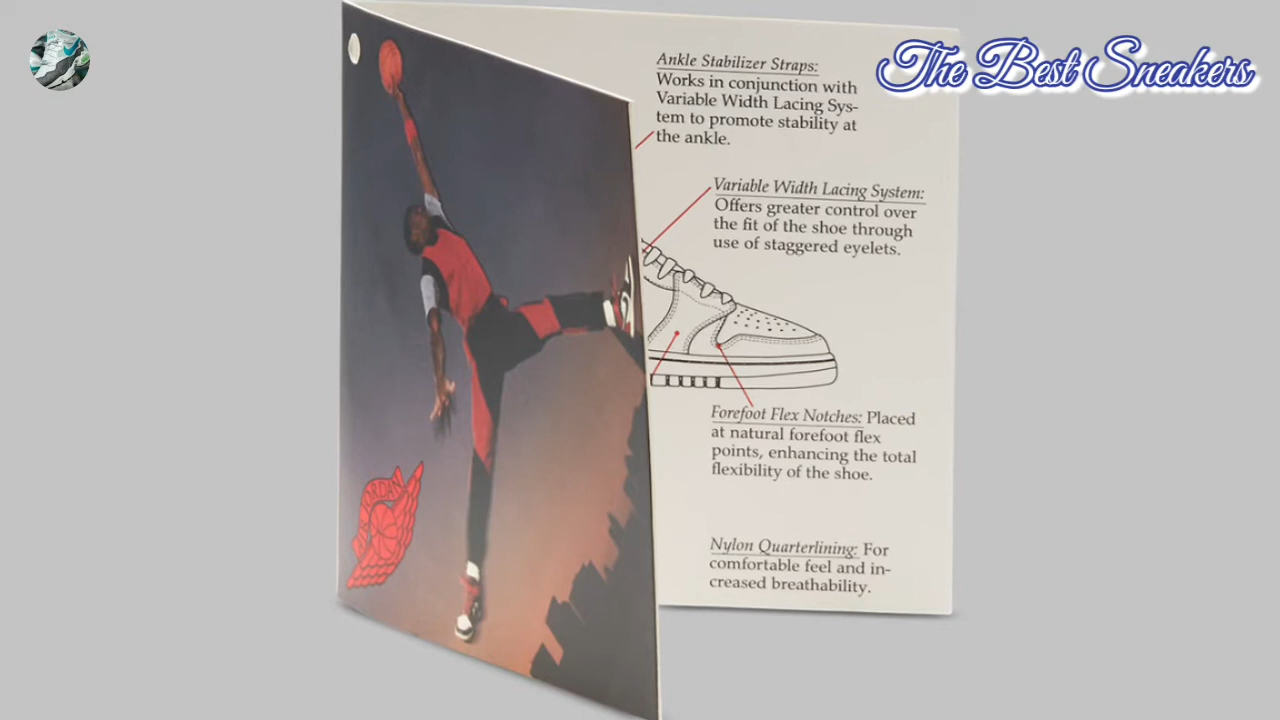 The Best Sneakers
Ankle Stabilizer Straps:
Works in conjunction with
Variable Width Lacing Sys-
tem to promote stability at
the ankle.
Variable Width Lacing System:
Offers greater control over
the fit of the shoe through
use of staggered eyelets.
Forefoot Flex Notches: Placed
at natural forefoot flex
points, enhancing the total
flexibility of the shoe.
Nylon Quarterlining: For
comfortable feel and in-
creased breathability.
JORDAN